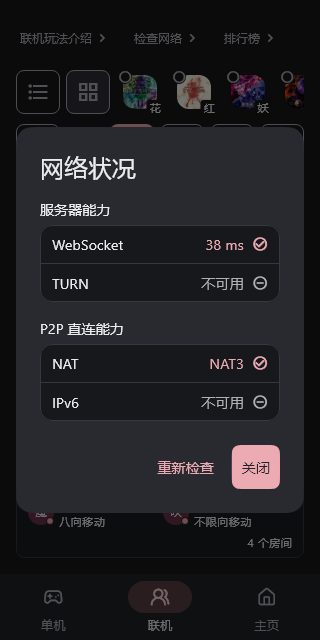 联机玩法介绍 检查网络 排行榜
花 红 妖
网络状况
服务器能力
WebSocket 38 ms
TURN 不可用
P2P 直连能力
NAT NAT3
IPv6 不可用
重新检查 关闭
八向移动 不限向移动
4 个房间
单机 联机 主页